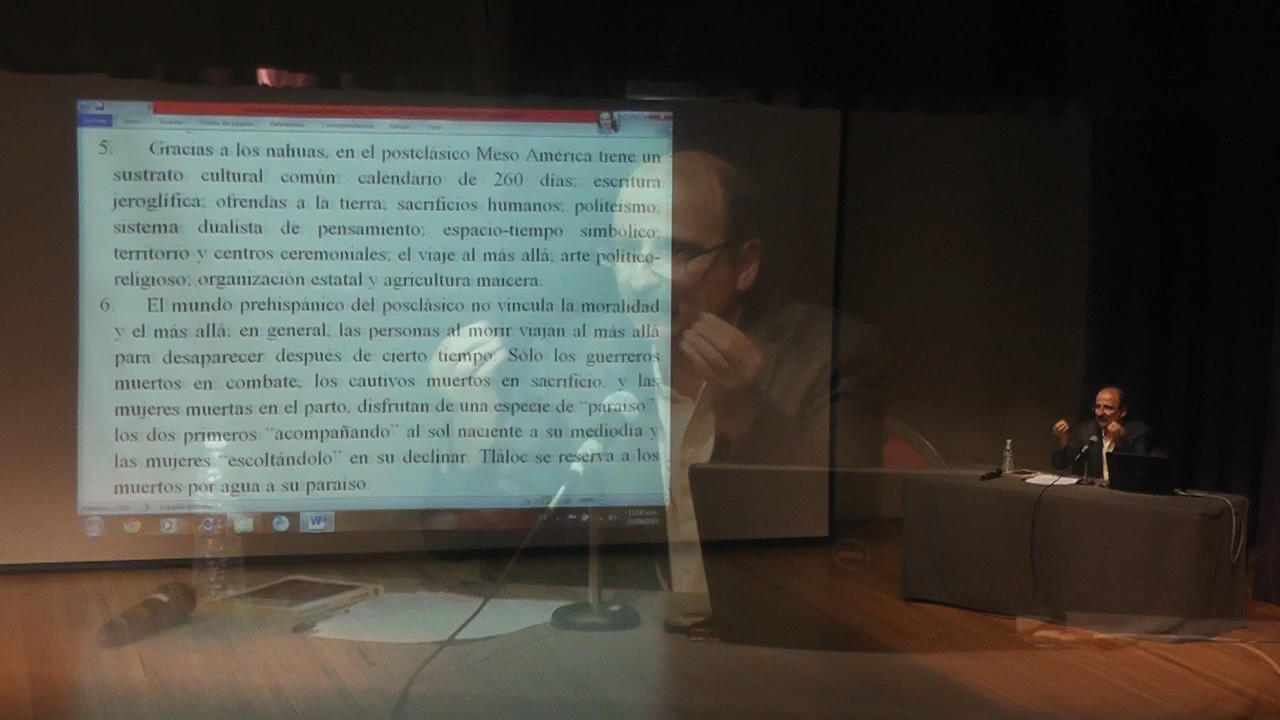 5. Gracias a los nahuas, en el postclásico Meso América tiene un
sustrato cultural común: calendario de 260 días; escritura
jeroglífica; ofrendas a la tierra; sacrificios humanos; politeísmo;
sistema dualista de pensamiento; espacio-tiempo simbólico;
territorio y centros ceremoniales; el viaje al más allá; arte político-
religioso; organización estatal y agricultura maicera.
6. El mundo prehispánico del posclásico no vincula la moralidad
y el más allá; en general, las personas al morir viajan al más allá
para desaparecer después de cierto tiempo. Sólo los guerreros
muertos en combate, los cautivos muertos en sacrificio, y las
mujeres muertas en el parto, disfrutan de una especie de "paraíso"
los dos primeros "acompañando" al sol naciente a su mediodía y
las mujeres "escoltándolo" en su declinar. Tláloc se reserva a los
muertos por agua a su paraíso.